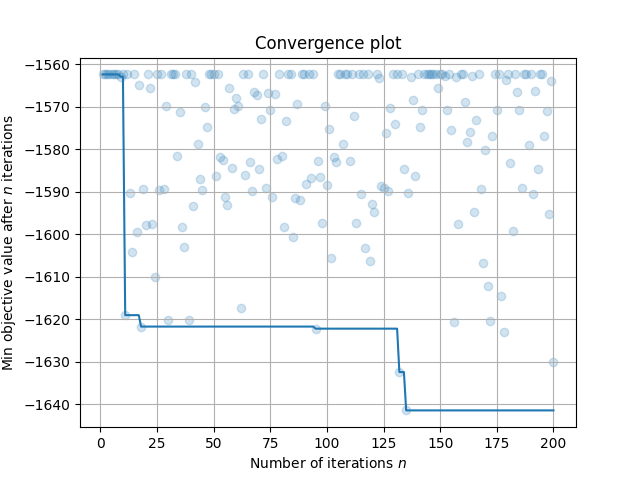 Convergence plot
Min objective value after n iterations
−1560
−1570
−1580
−1590
−1600
−1610
−1620
−1630
−1640
0 25 50 75 100 125 150 175 200
Number of iterations n